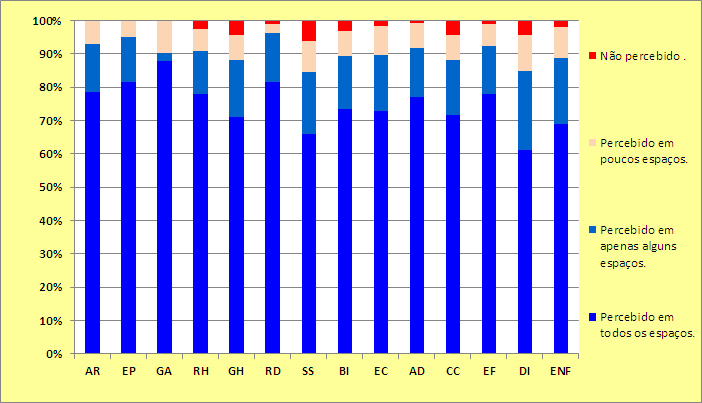 100%
90%
80%
70%
60%
50%
40%
30%
20%
10%
0%
AR EP GA RH GH RD SS BI EC AD CC EF DI ENF
Não percebido .
Percebido em
poucos espaços.
Percebido em
apenas alguns
espaços.
Percebido em
todos os espaços.